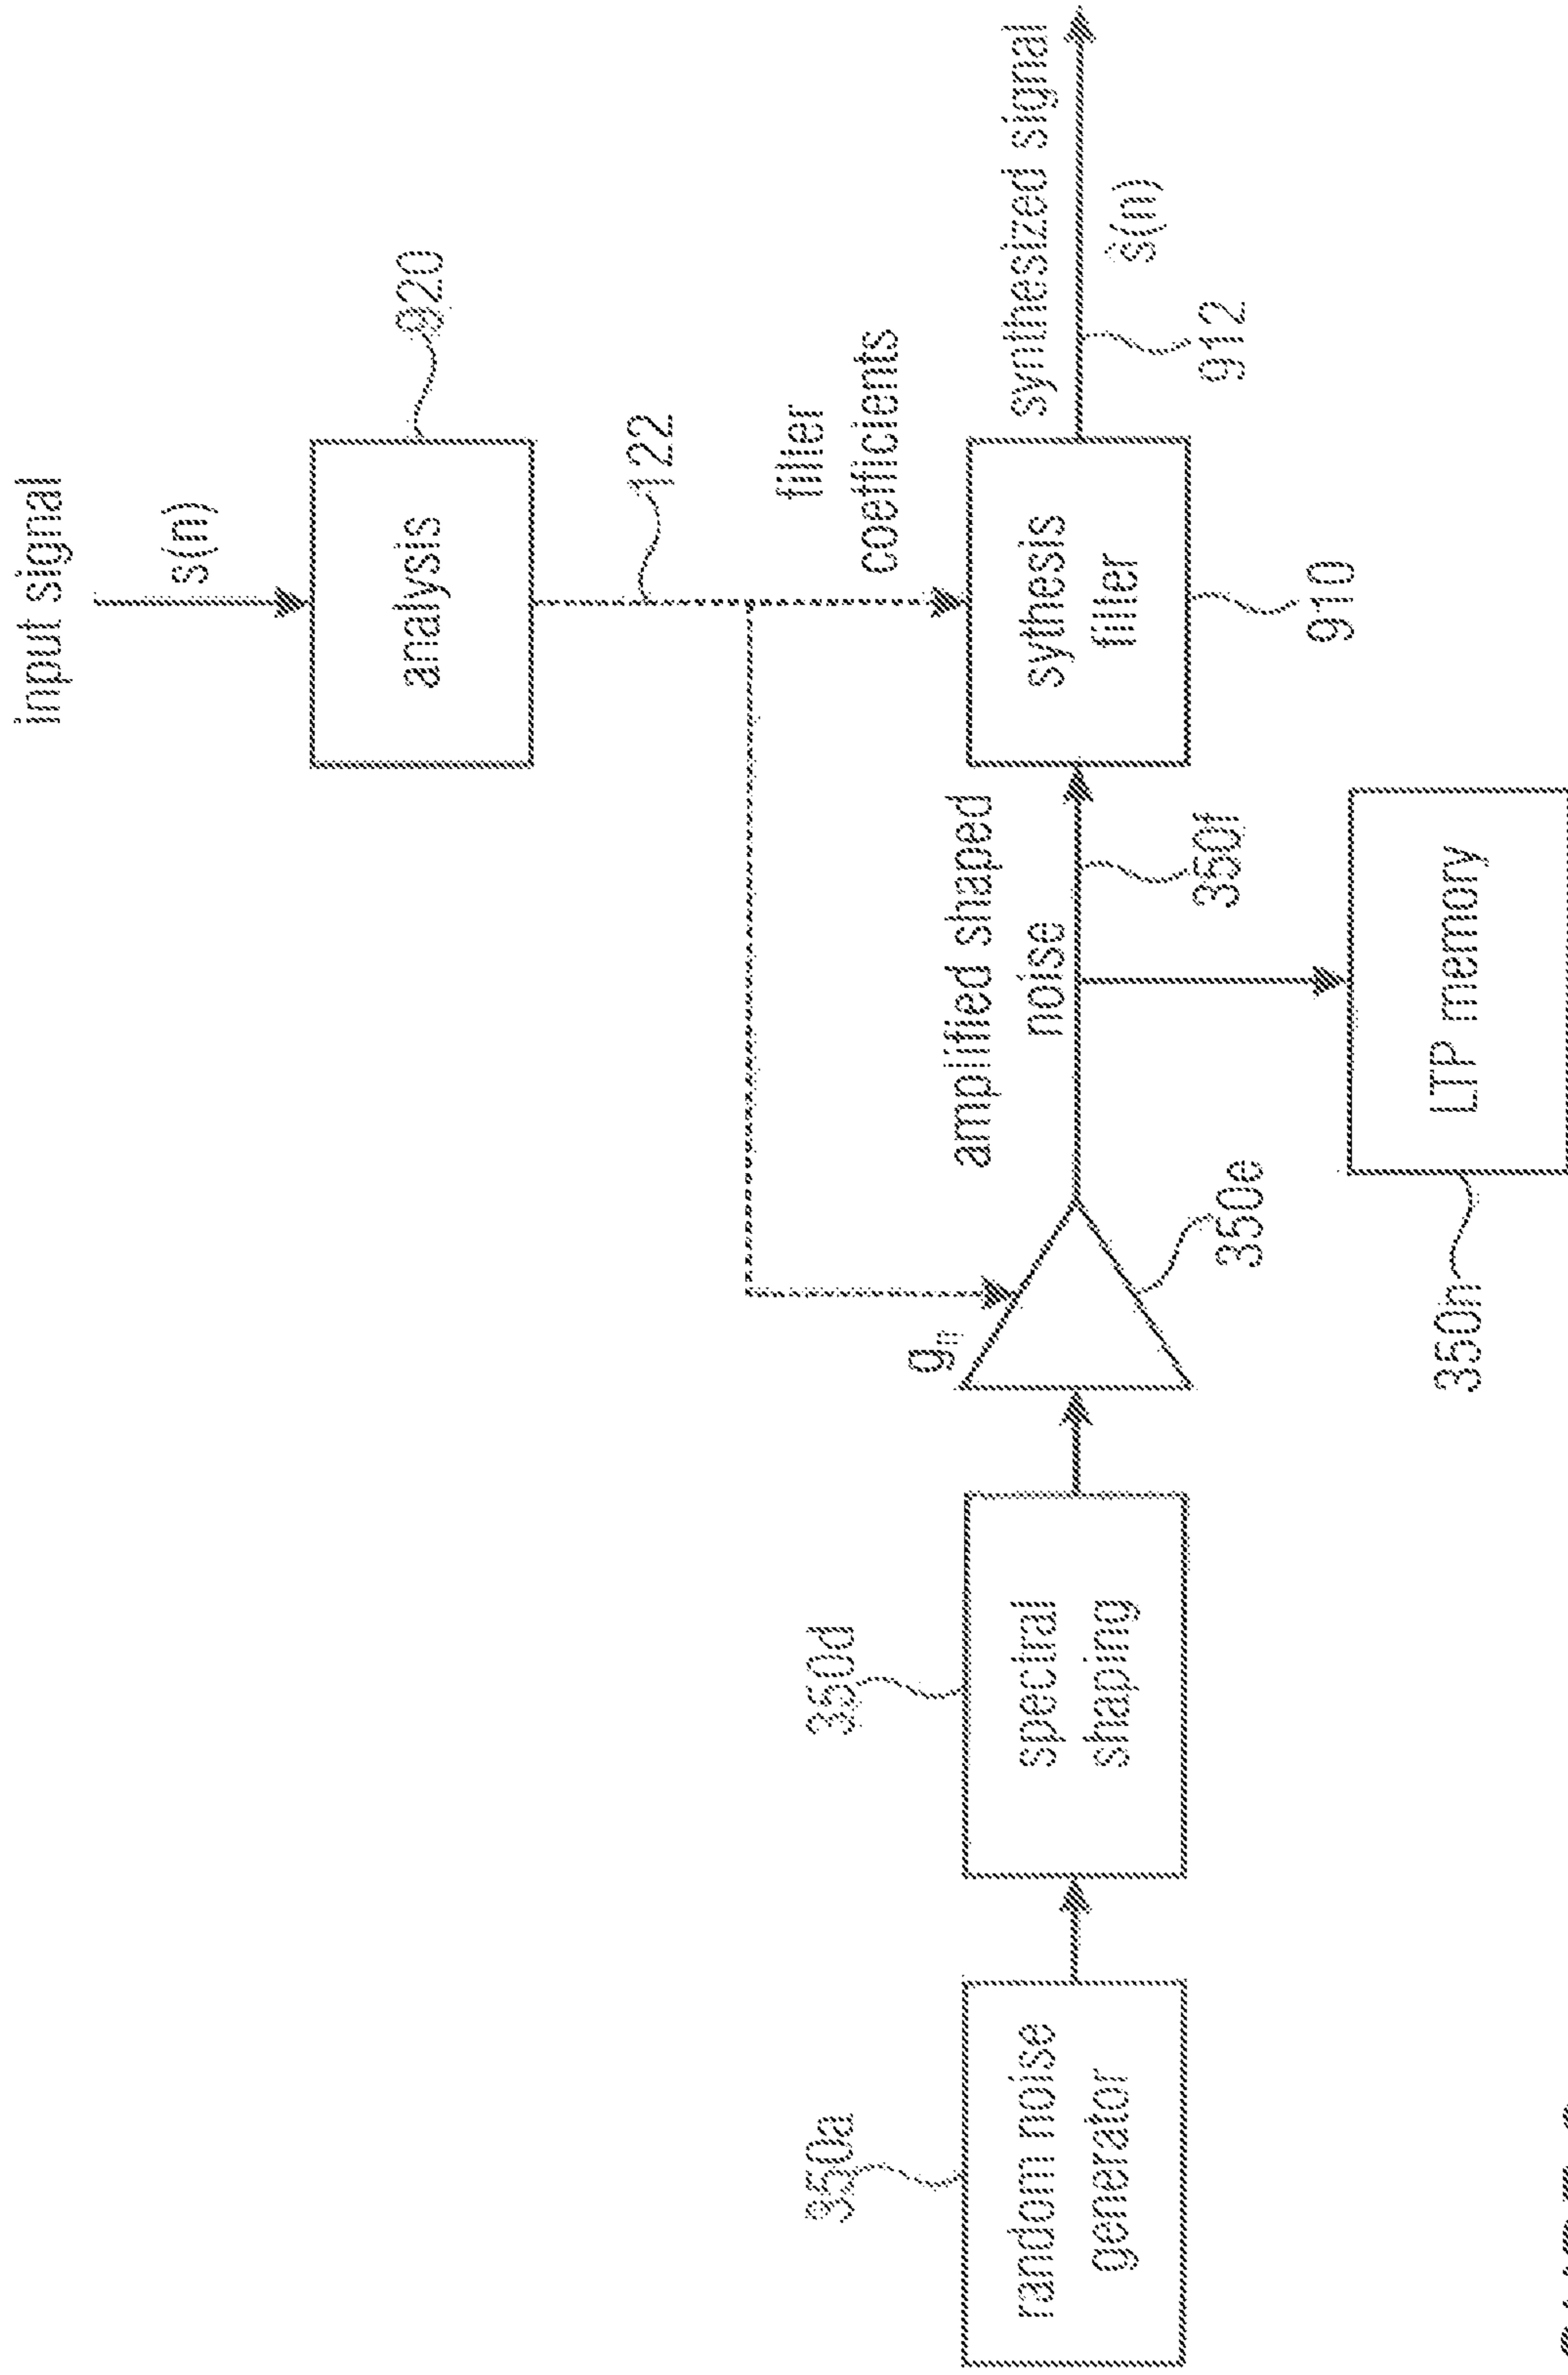 input signal
s(n)
analysis
920
122
filter
coefficients
synthesized signal
ŝ(n)
912
sythesis
filter
910
amplified shaped
noise
350f
LTP memory
350n
gn
350e
350d
spectral
shaping
350a
random noise
generator